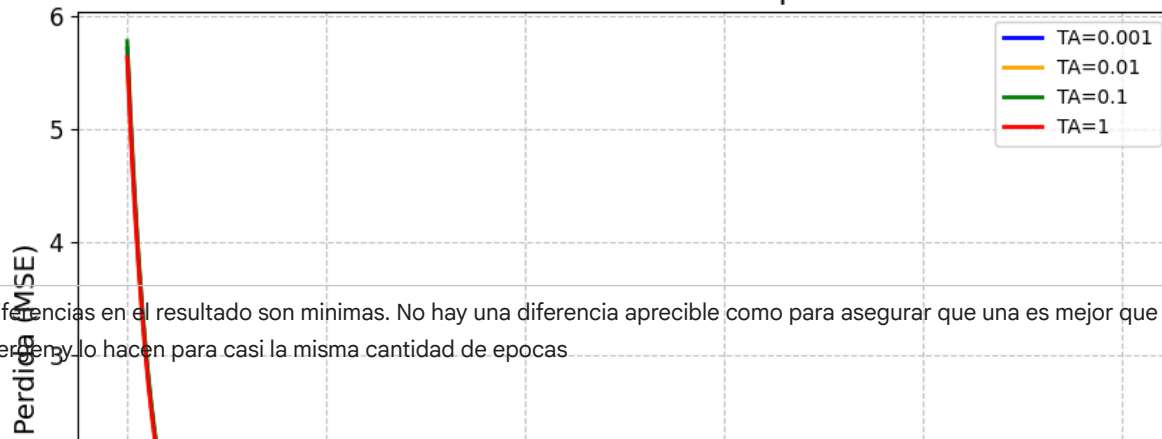 6
TA=0.001
TA=0.01
TA=0.1
TA=1
5
4
Perdida (MSE)
en el resultado son minimas. No hay una diferencia aprecible como para asegurar que una es mejor que
y lo hacen para casi la misma cantidad de epocas
3